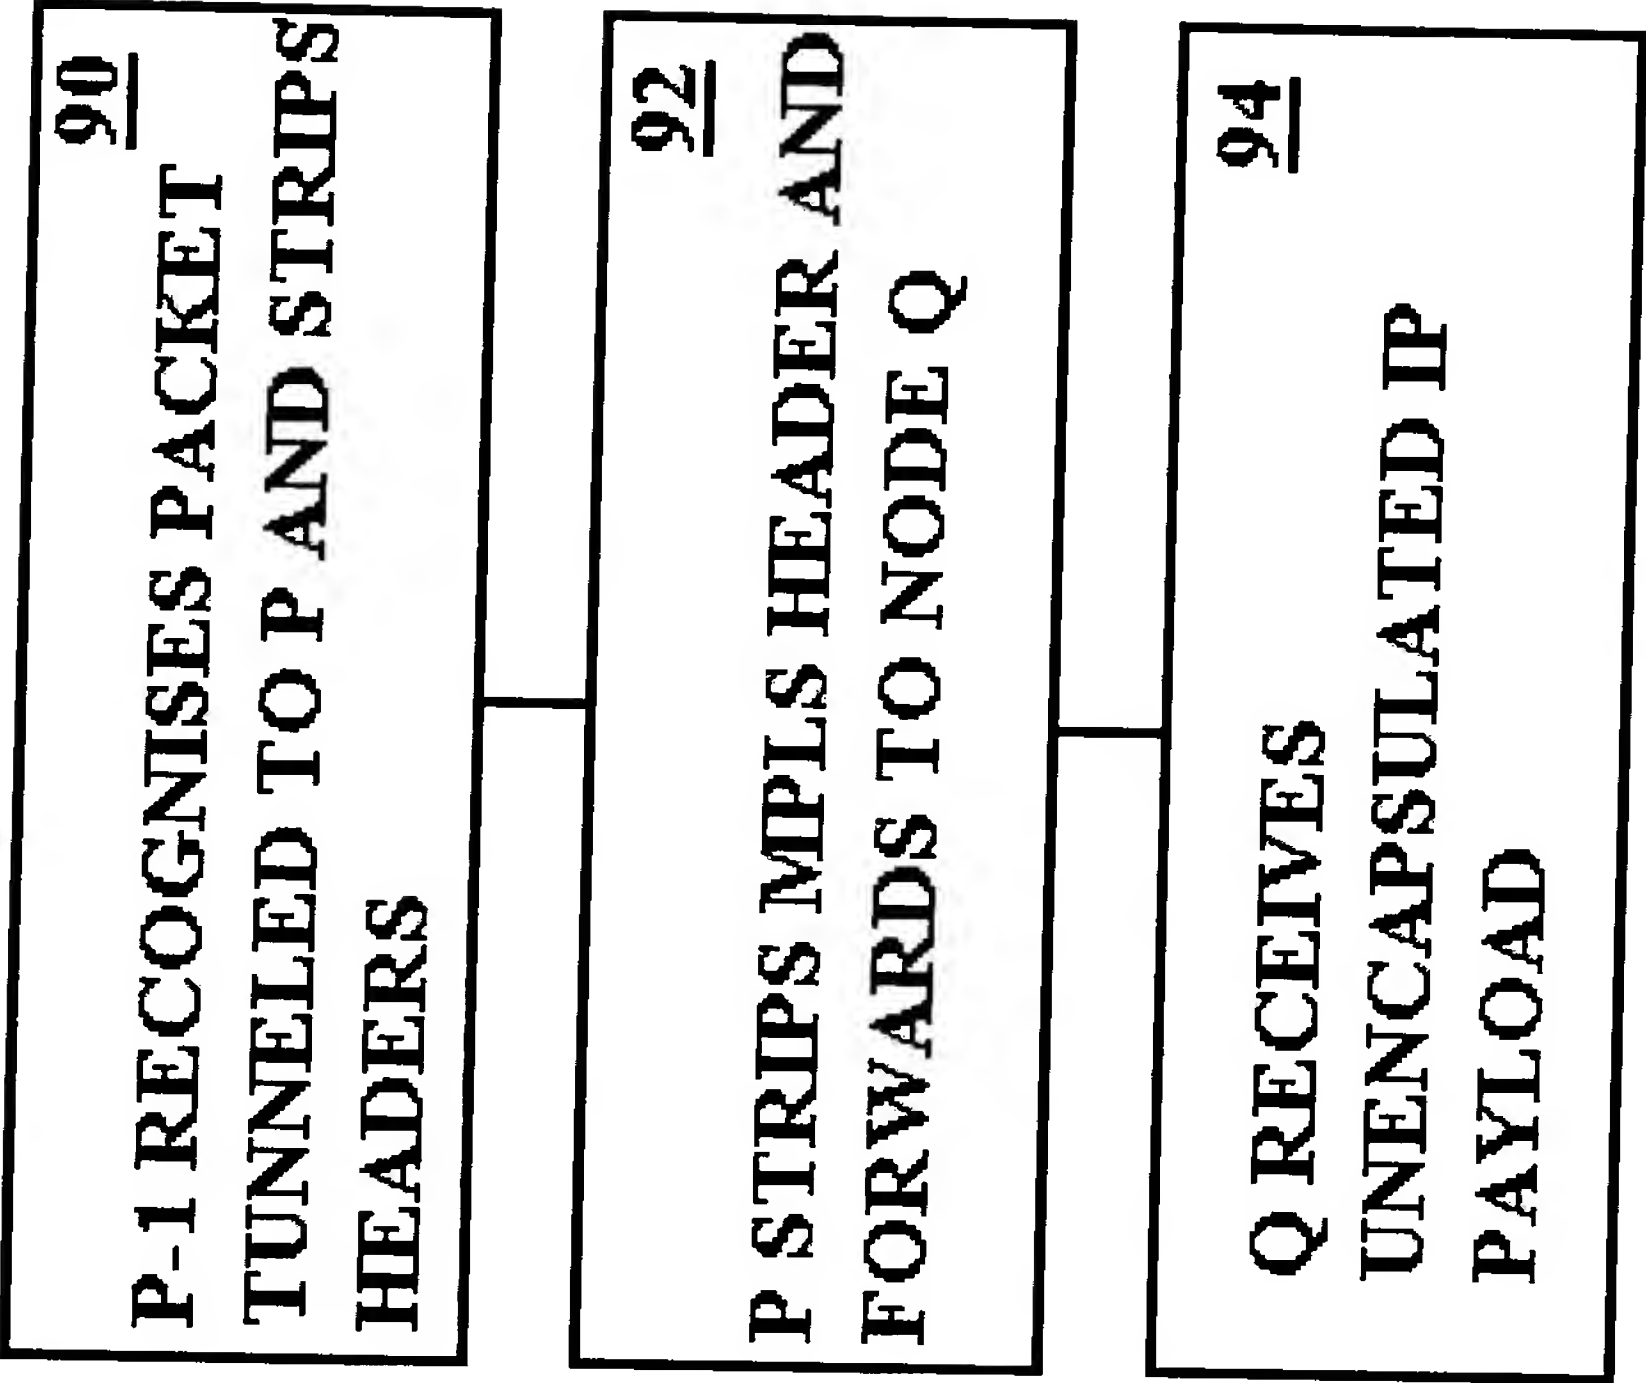 90
P-1 RECOGNISES PACKET
TUNNELED TO P AND STRIPS
HEADERS
92
P STRIPS MPLS HEADER AND
FORWARDS TO NODE Q
94
Q RECEIVES
UNENCAPSULATED IP
PAYLOAD